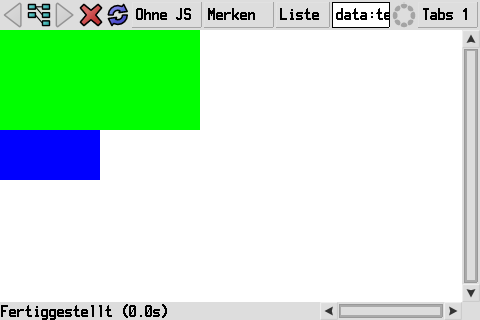 Ohne JS Merken Liste data:te Tabs 1
Fertiggestellt (0.0s)